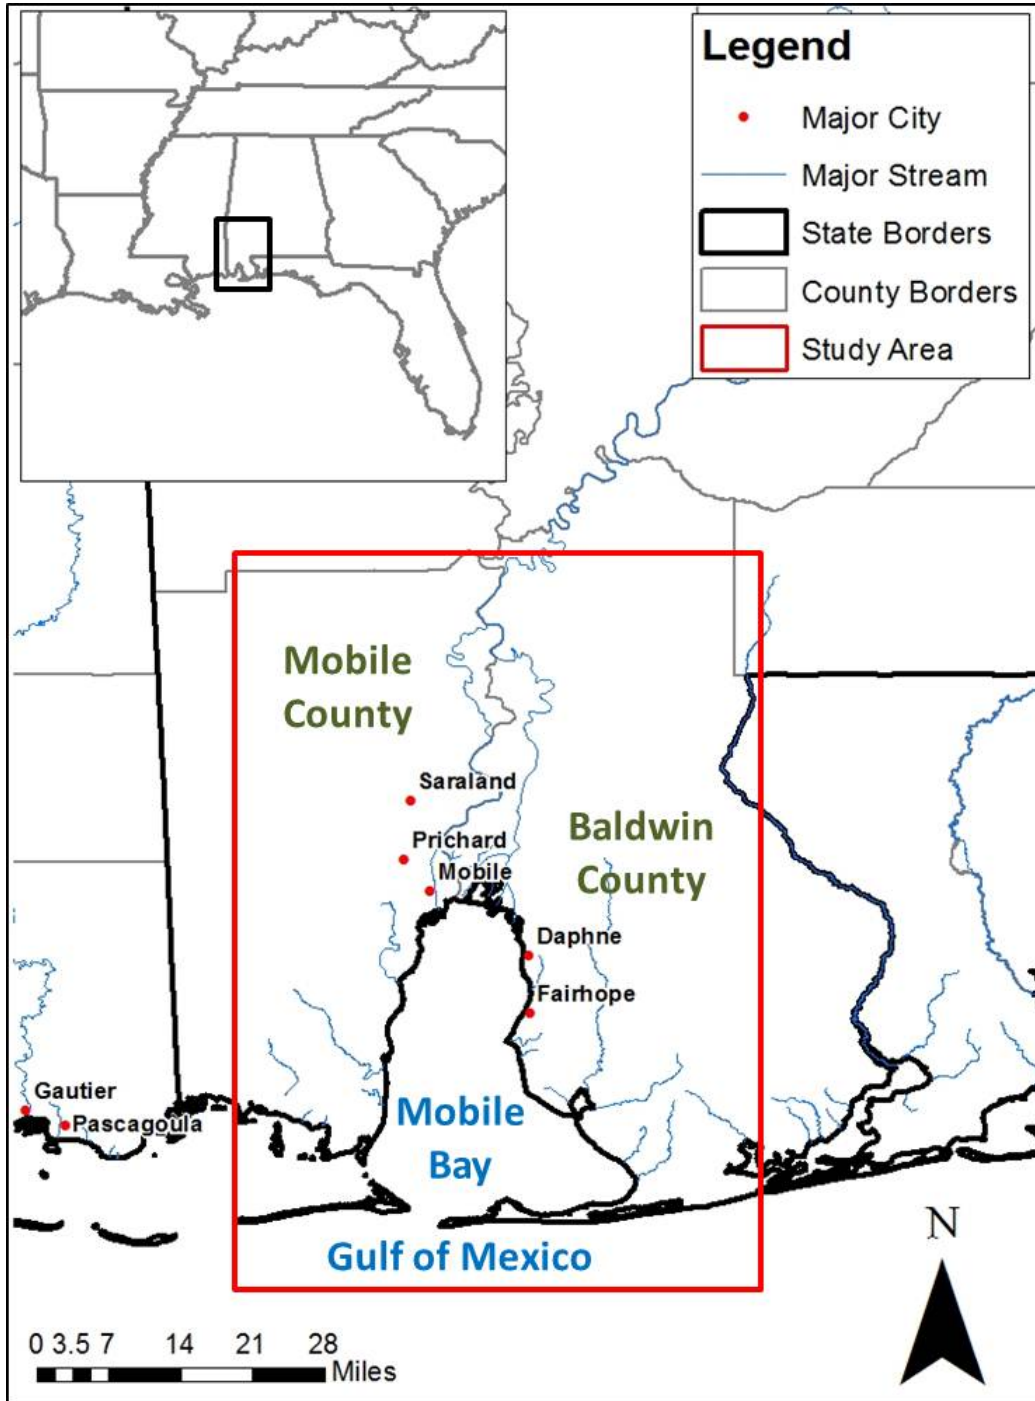 Legend
Major City
Major Stream
State Borders
County Borders
Study Area
Mobile
County
Saraland
Prichard
Mobile
Baldwin
County
Daphne
Fairhope
Gautier
Pascagoula
Mobile
Bay
Gulf of Mexico
N
0 3.5 7 14 21 28
Miles